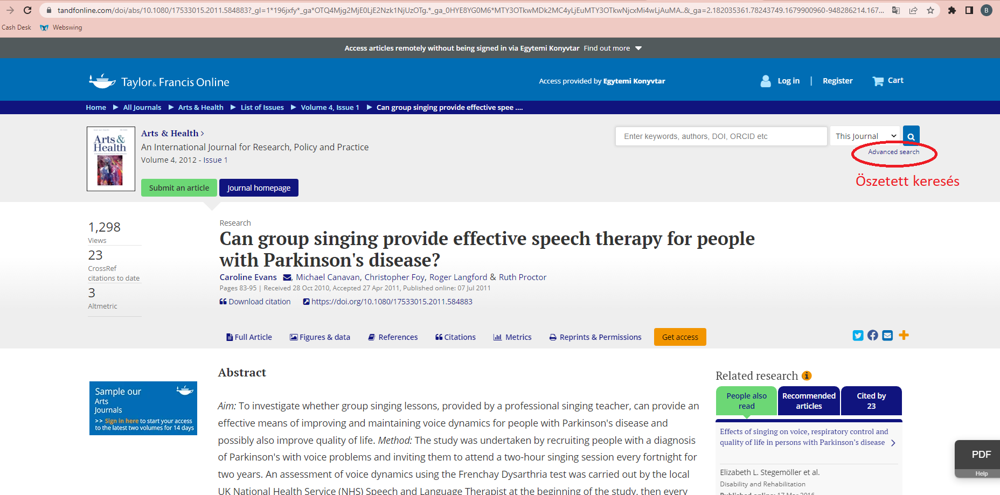 tandfonline.com/doi/abs/10.1080/17533015.2011.584883?_gl=1*196jxfy*_ga*OTQ4Mjg2MjE0LjE2Nzk1NjUzOTg.*_ga_0HYE8YG0M6*MTY3OTkwMDk2MC4yLjEuMTY3OTkwNjcxMi4wLjAuMA..&_ga=2.182035361.78243749.1679900960-948286214.167...
B
Cash Desk
Webswing
Access articles remotely without being signed in via Egytemi Konyvtar Find out more
Taylor & Francis Online
Access provided by Egytemi Konyvtar
Log in | Register
Cart
Home ▶ All Journals ▶ Arts & Health ▶ List of Issues ▶ Volume 4, Issue 1 ▶ Can group singing provide effective spee ....
Arts &
Health
Arts & Health ›
An International Journal for Research, Policy and Practice
Volume 4, 2012 - Issue 1
Enter keywords, authors, DOI, ORCID etc
This Journal
Advanced search
Öszetett keresés
Submit an article
Journal homepage
1,298
Views
23
CrossRef
citations to date
3
Altmetric
Research
Can group singing provide effective speech therapy for people
with Parkinson's disease?
Caroline Evans , Michael Canavan, Christopher Foy, Roger Langford & Ruth Proctor
Pages 83-95 | Received 28 Oct 2010, Accepted 27 Apr 2011, Published online: 07 Jul 2011
Download citation
https://doi.org/10.1080/17533015.2011.584883
Full Article
Figures & data
References
Citations
Metrics
Reprints & Permissions
Get access
Sample our
Arts
Journals
>> Sign in here to start your access
to the latest two volumes for 14 days
Abstract
Aim: To investigate whether group singing lessons, provided by a professional singing teacher, can provide an
effective means of improving and maintaining voice dynamics for people with Parkinson's disease and
possibly also improve quality of life. Method: The study was undertaken by recruiting people with a diagnosis
of Parkinson's with voice problems and inviting them to attend a two-hour singing session every fortnight for
two years. An assessment of voice dynamics using the Frenchay Dysarthria test was carried out by the local
UK National Health Service (NHS) Speech and Language Therapist at the beginning of the study, then every
Related research
People also
read
Recommended
articles
Cited by
23
Effects of singing on voice, respiratory control and
quality of life in persons with Parkinson's disease
Elizabeth L. Stegemöller et al.
Disability and Rehabilitation
Published online: 17 Mar 2016
PDF
Help